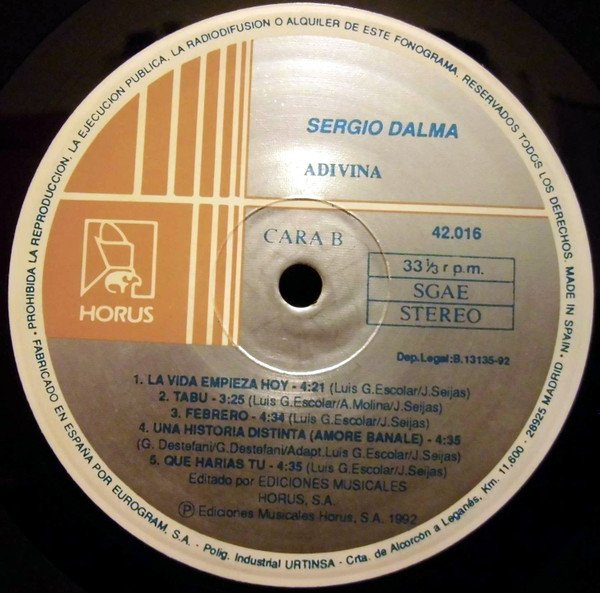 SERGIO DALMA
ADIVINA
CARA B
42.016
33 ⅓ r p.m.
SGAE
STEREO
HORUS
Dep.Legal:B.13135-92
1. LA VIDA EMPIEZA HOY - 4:21 (Luis G.Escolar/J.Seijas)
2. TABU - 3:25 (Luis G.Escolar/A.Molina/J.Seijas)
3. FEBRERO - 4:34 (Luis G.Escolar/J.Seijas)
4. UNA HISTORIA DISTINTA (AMORE BANALE) - 4:35
(G. Destefani/G.Destefani/Adapt.Luis G.Escolar/J.Seijas)
5. QUE HARIAS TU - 4:35 (Luis G.Escolar/J.Seijas)
Editado por EDICIONES MUSICALES
HORUS, S.A.
Ⓟ Ediciones Musicales Horus, S.A. 1992
• PROHIBIDA LA REPRODUCCION, LA EJECUCION PUBLICA, LA RADIODIFUSION O ALQUILER DE ESTE FONOGRAMA. RESERVADOS TODOS LOS DERECHOS. MADE IN SPAIN •
FABRICADO EN ESPAÑA POR EUROGRAM, S.A. - Polig. Industrial URTINSA - Crta. de Alcorcón a Leganés, Km. 11,600 - 28925 MADRID